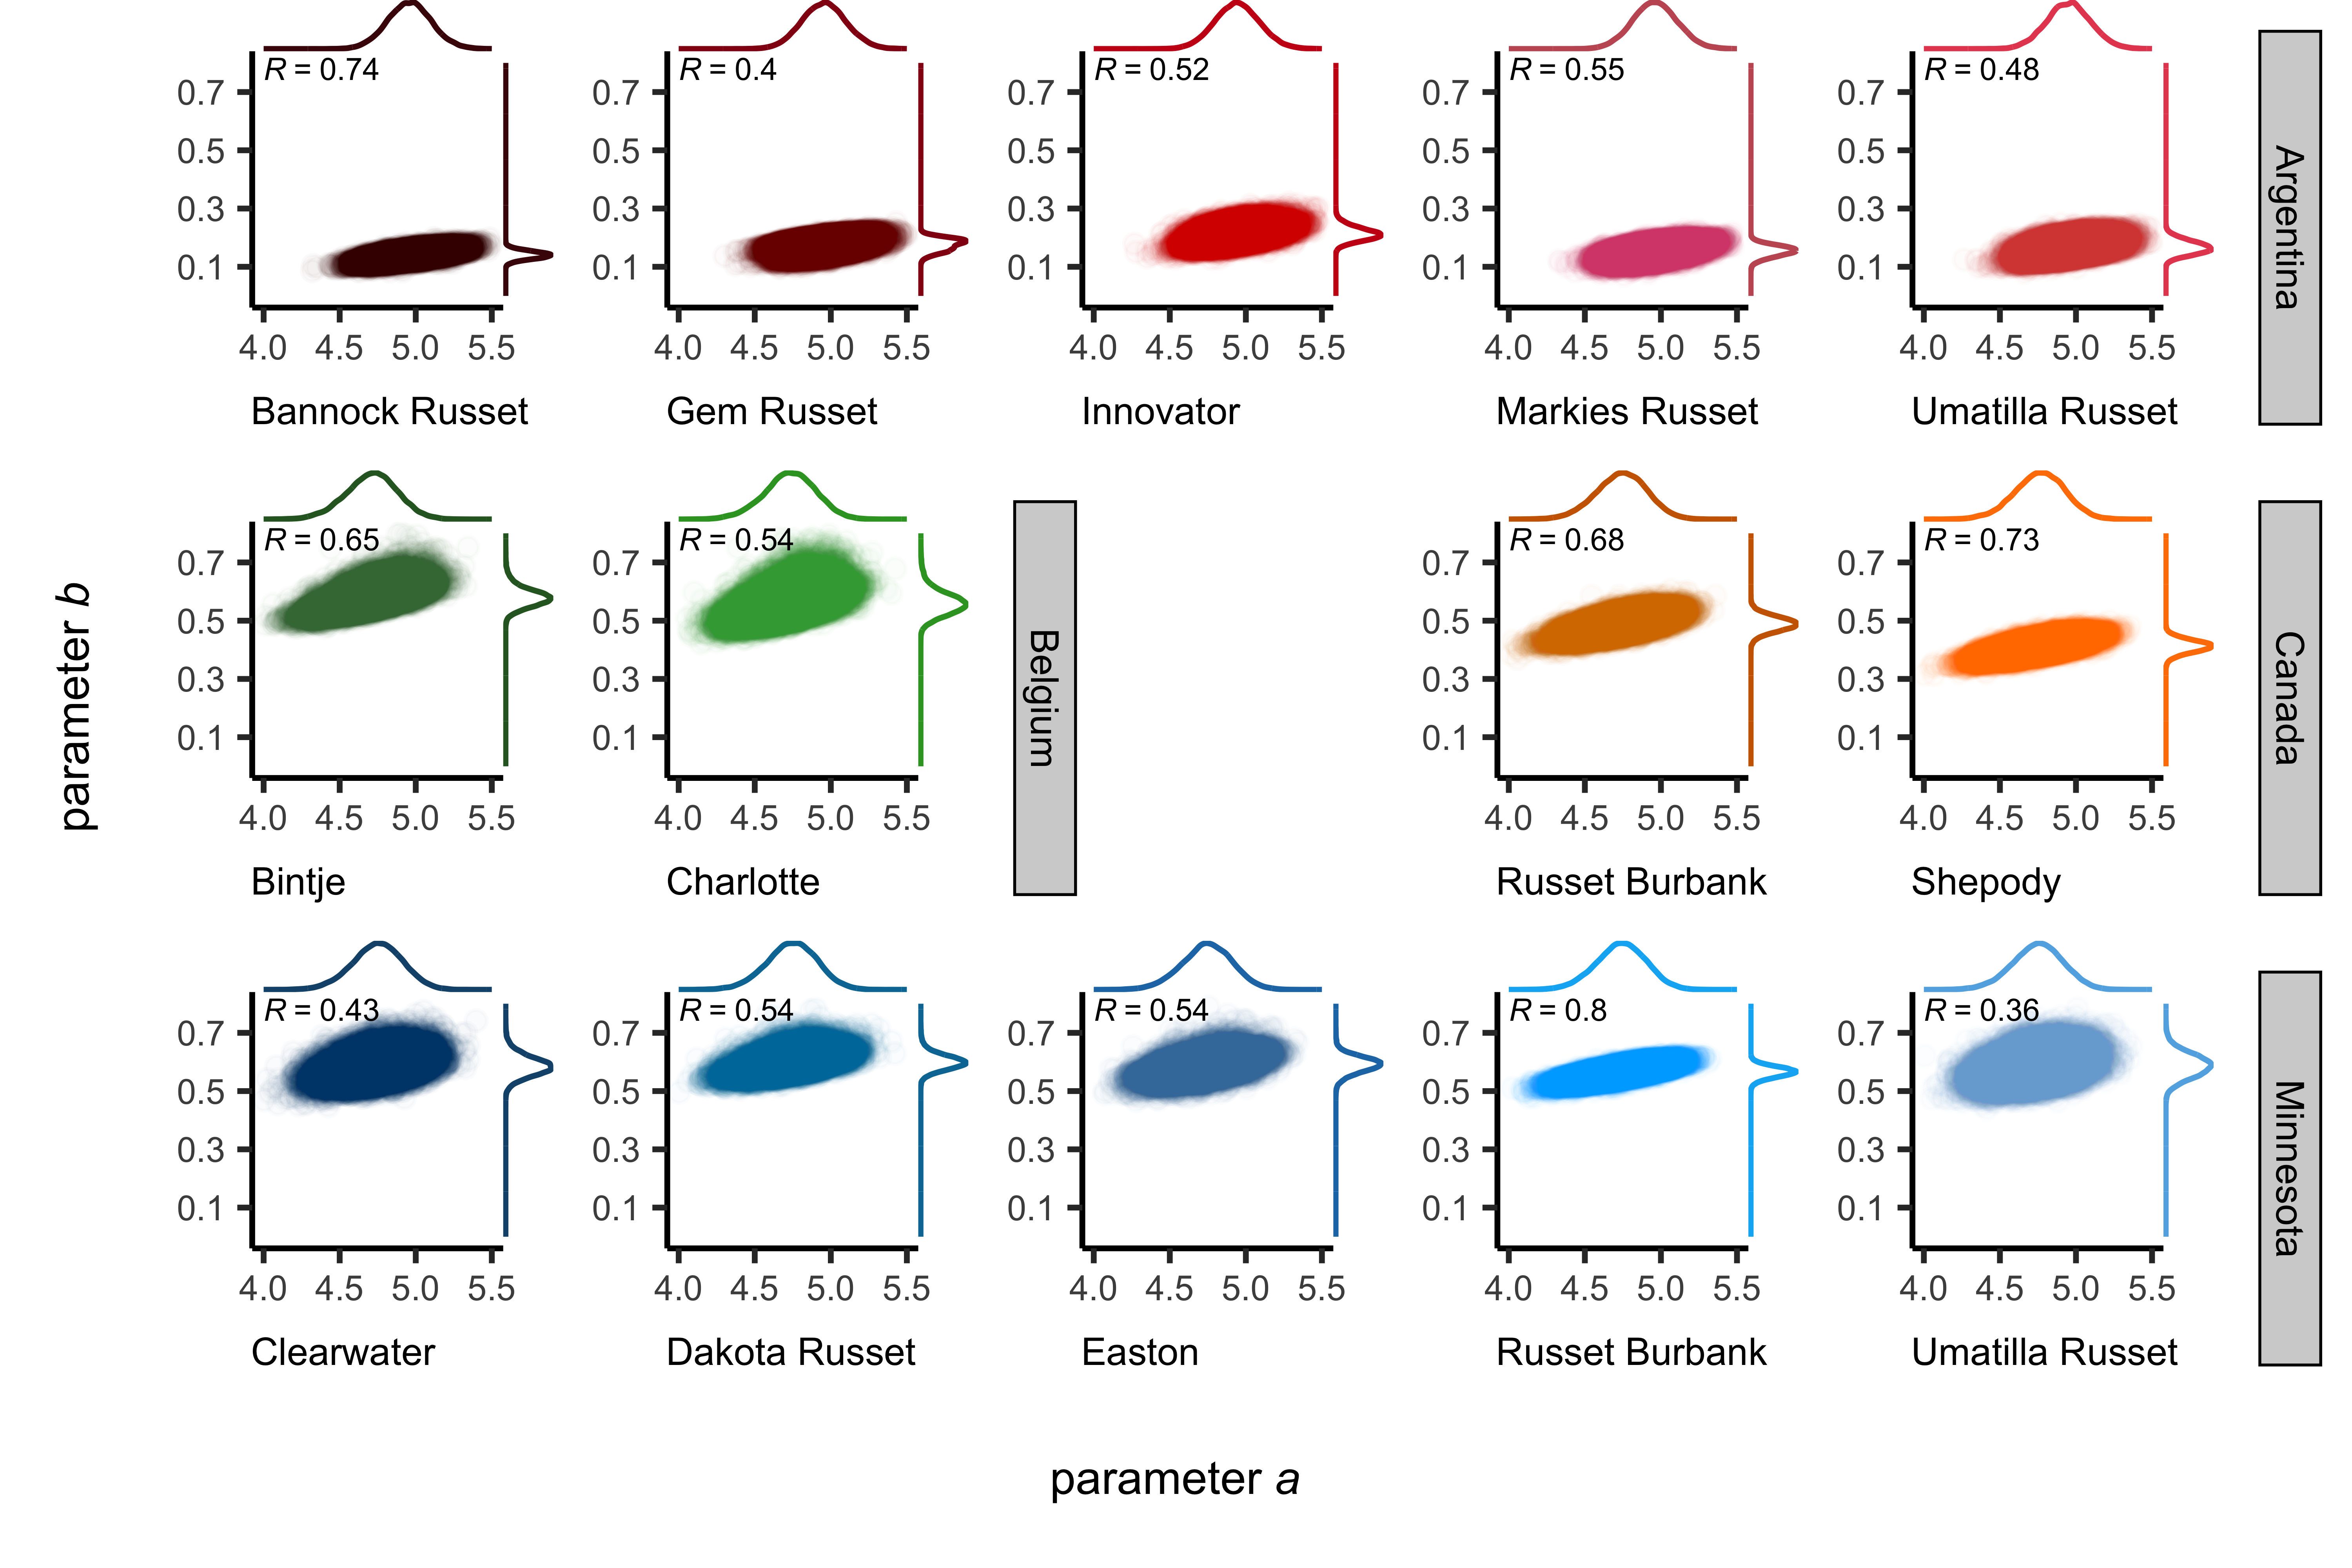 R = 0.74
R = 0.4
R = 0.52
R = 0.55
R = 0.48
0.7 0.7 0.7 0.7 0.7
0.5 0.5 0.5 0.5 0.5
0.3 0.3 0.3 0.3 0.3
0.1 0.1 0.1 0.1 0.1
4.0 4.5 5.0 5.5 4.0 4.5 5.0 5.5 4.0 4.5 5.0 5.5 4.0 4.5 5.0 5.5 4.0 4.5 5.0 5.5
Bannock Russet
Gem Russet
Innovator
Markies Russet
Umatilla Russet
Argentina
parameter b
R = 0.65
R = 0.54
R = 0.68
R = 0.73
0.7 0.7 0.7 0.7
0.5 0.5 0.5 0.5
0.3 0.3 0.3 0.3
0.1 0.1 0.1 0.1
4.0 4.5 5.0 5.5 4.0 4.5 5.0 5.5 4.0 4.5 5.0 5.5 4.0 4.5 5.0 5.5
Bintje
Charlotte
Belgium
Russet Burbank
Shepody
Canada
R = 0.43
R = 0.54
R = 0.54
R = 0.8
R = 0.36
0.7 0.7 0.7 0.7 0.7
0.5 0.5 0.5 0.5 0.5
0.3 0.3 0.3 0.3 0.3
0.1 0.1 0.1 0.1 0.1
4.0 4.5 5.0 5.5 4.0 4.5 5.0 5.5 4.0 4.5 5.0 5.5 4.0 4.5 5.0 5.5 4.0 4.5 5.0 5.5
Clearwater
Dakota Russet
Easton
Russet Burbank
Umatilla Russet
Minnesota
parameter a